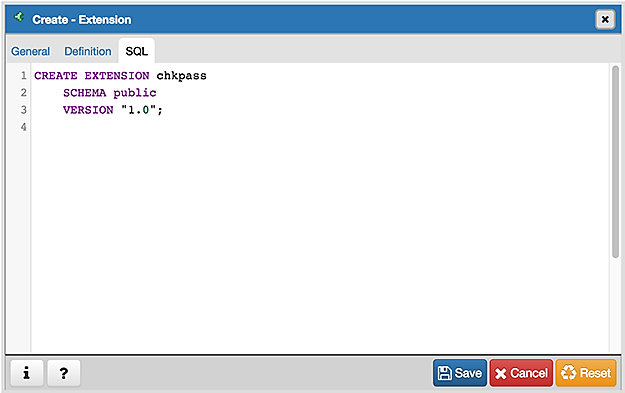 Create - Extension
General Definition SQL
1 CREATE EXTENSION chkpass
2     SCHEMA public
3     VERSION "1.0";
4
i ? Save Cancel Reset